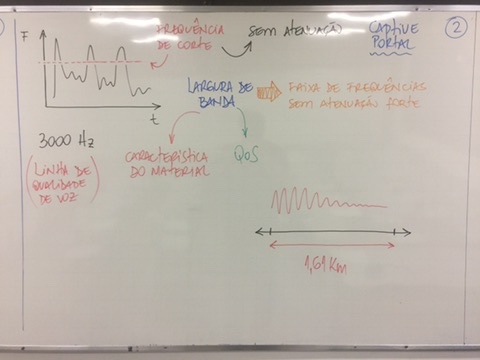 F
t
FREQUÊNCIA
DE CORTE
SEM ATENUAÇÃO
CAPTIVE
PORTAL
2
LARGURA DE
BANDA
FAIXA DE FREQUÊNCIAS
SEM ATENUAÇÃO FORTE
3000 Hz
(LINHA DE
QUALIDADE
DE VOZ)
CARACTERÍSTICA
DO MATERIAL
QoS
1,61 Km